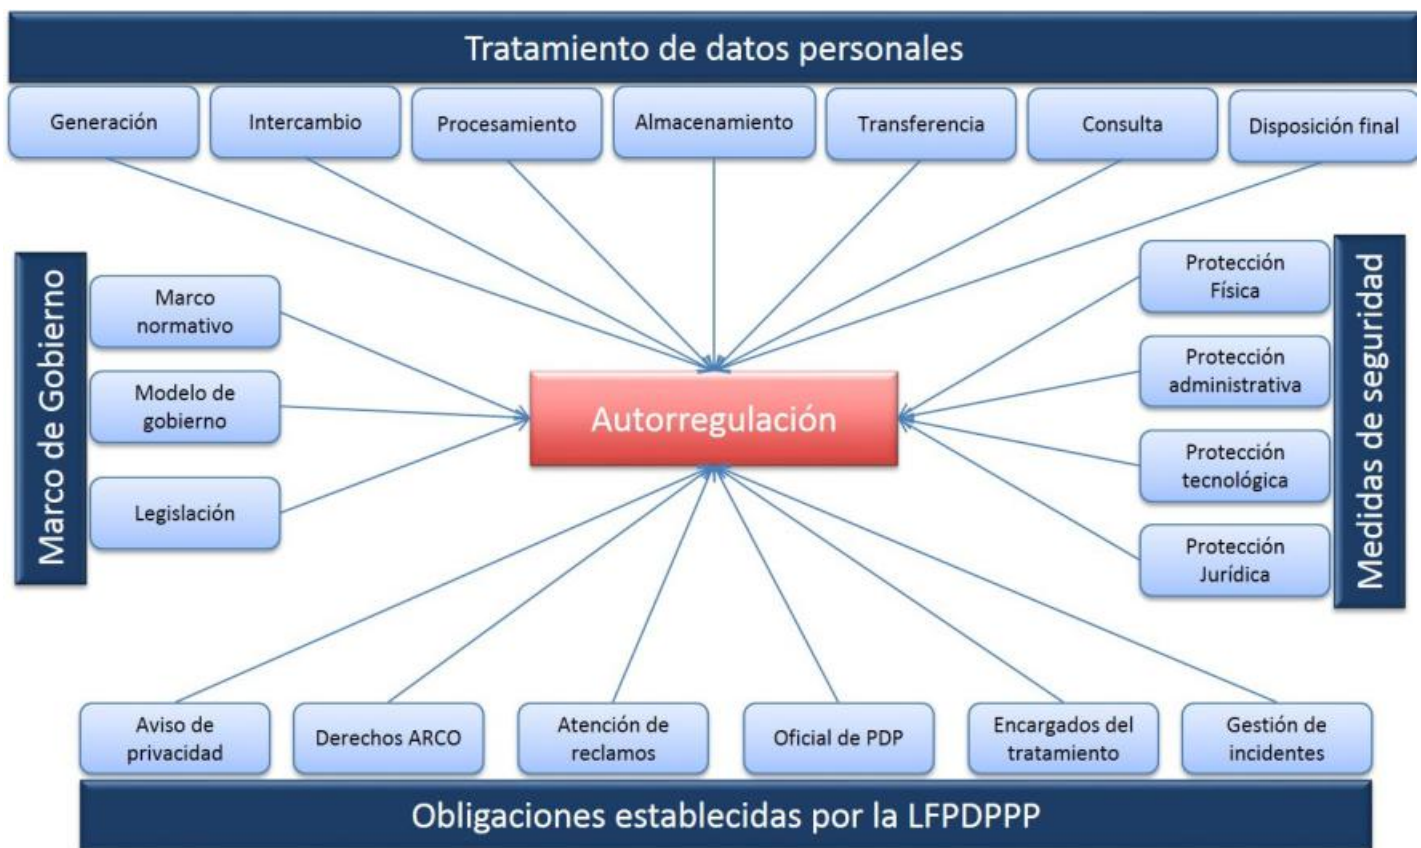 Tratamiento de datos personales
Generación
Intercambio
Procesamiento
Almacenamiento
Transferencia
Consulta
Disposición final
Marco de Gobierno
Marco
normativo
Modelo de
gobierno
Legislación
Autorregulación
Protección
Física
Protección
administrativa
Protección
tecnológica
Protección
Jurídica
Medidas de seguridad
Aviso de
privacidad
Derechos ARCO
Atención de
reclamos
Oficial de PDP
Encargados del
tratamiento
Gestión de
incidentes
Obligaciones establecidas por la LFPDPPP